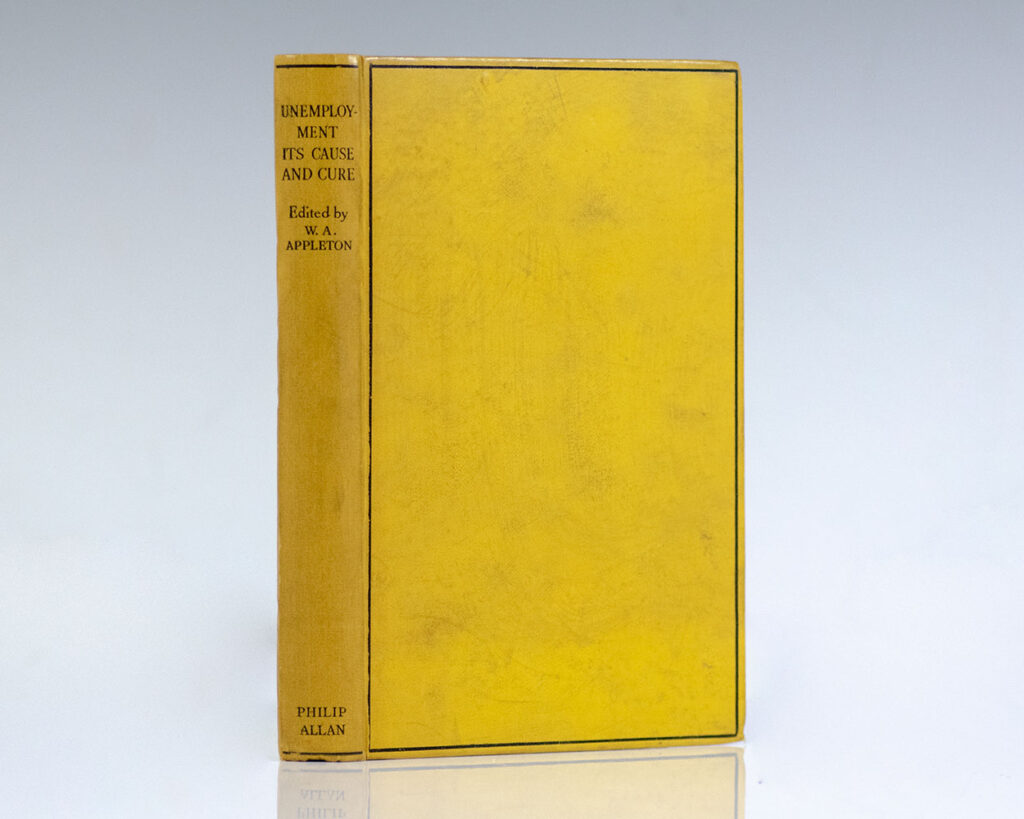 UNEMPLOY-
MENT
ITS CAUSE
AND CURE
Edited by
W. A.
APPLETON
PHILIP
ALLAN